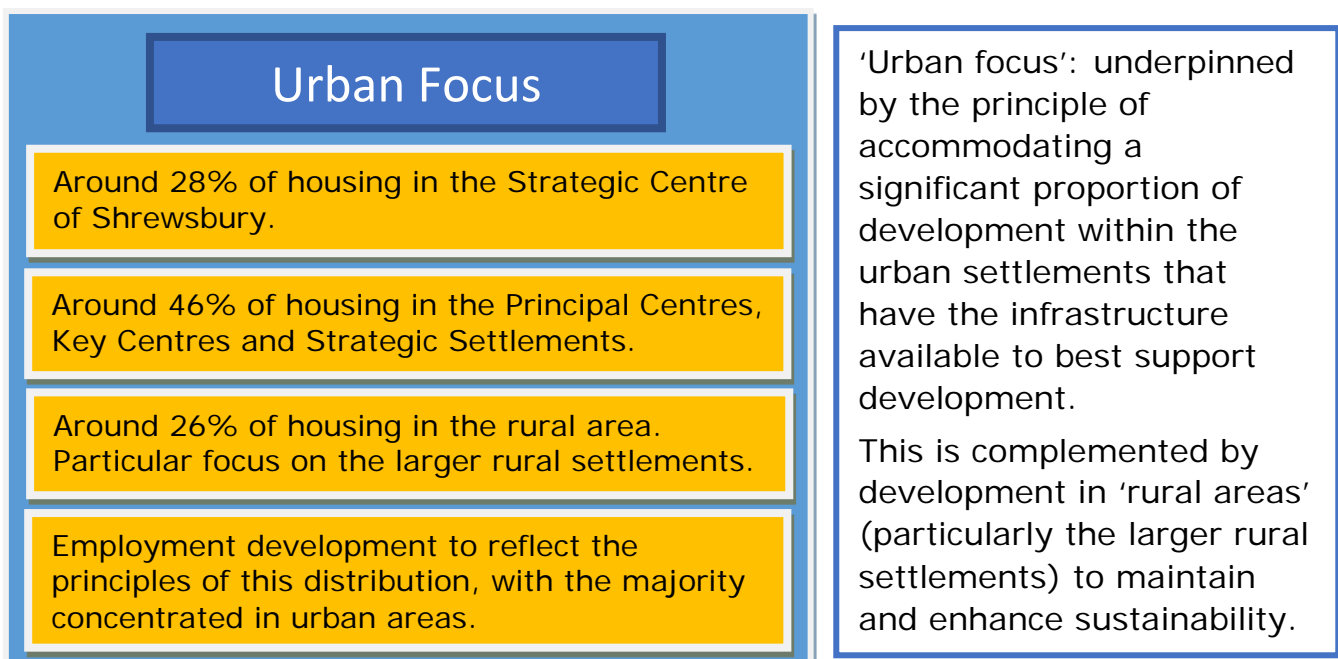 Urban Focus
Around 28% of housing in the Strategic Centre
of Shrewsbury.
Around 46% of housing in the Principal Centres,
Key Centres and Strategic Settlements.
Around 26% of housing in the rural area.
Particular focus on the larger rural settlements.
Employment development to reflect the
principles of this distribution, with the majority
concentrated in urban areas.
‘Urban focus’: underpinned
by the principle of
accommodating a
significant proportion of
development within the
urban settlements that
have the infrastructure
available to best support
development.
This is complemented by
development in ‘rural areas’
(particularly the larger rural
settlements) to maintain
and enhance sustainability.